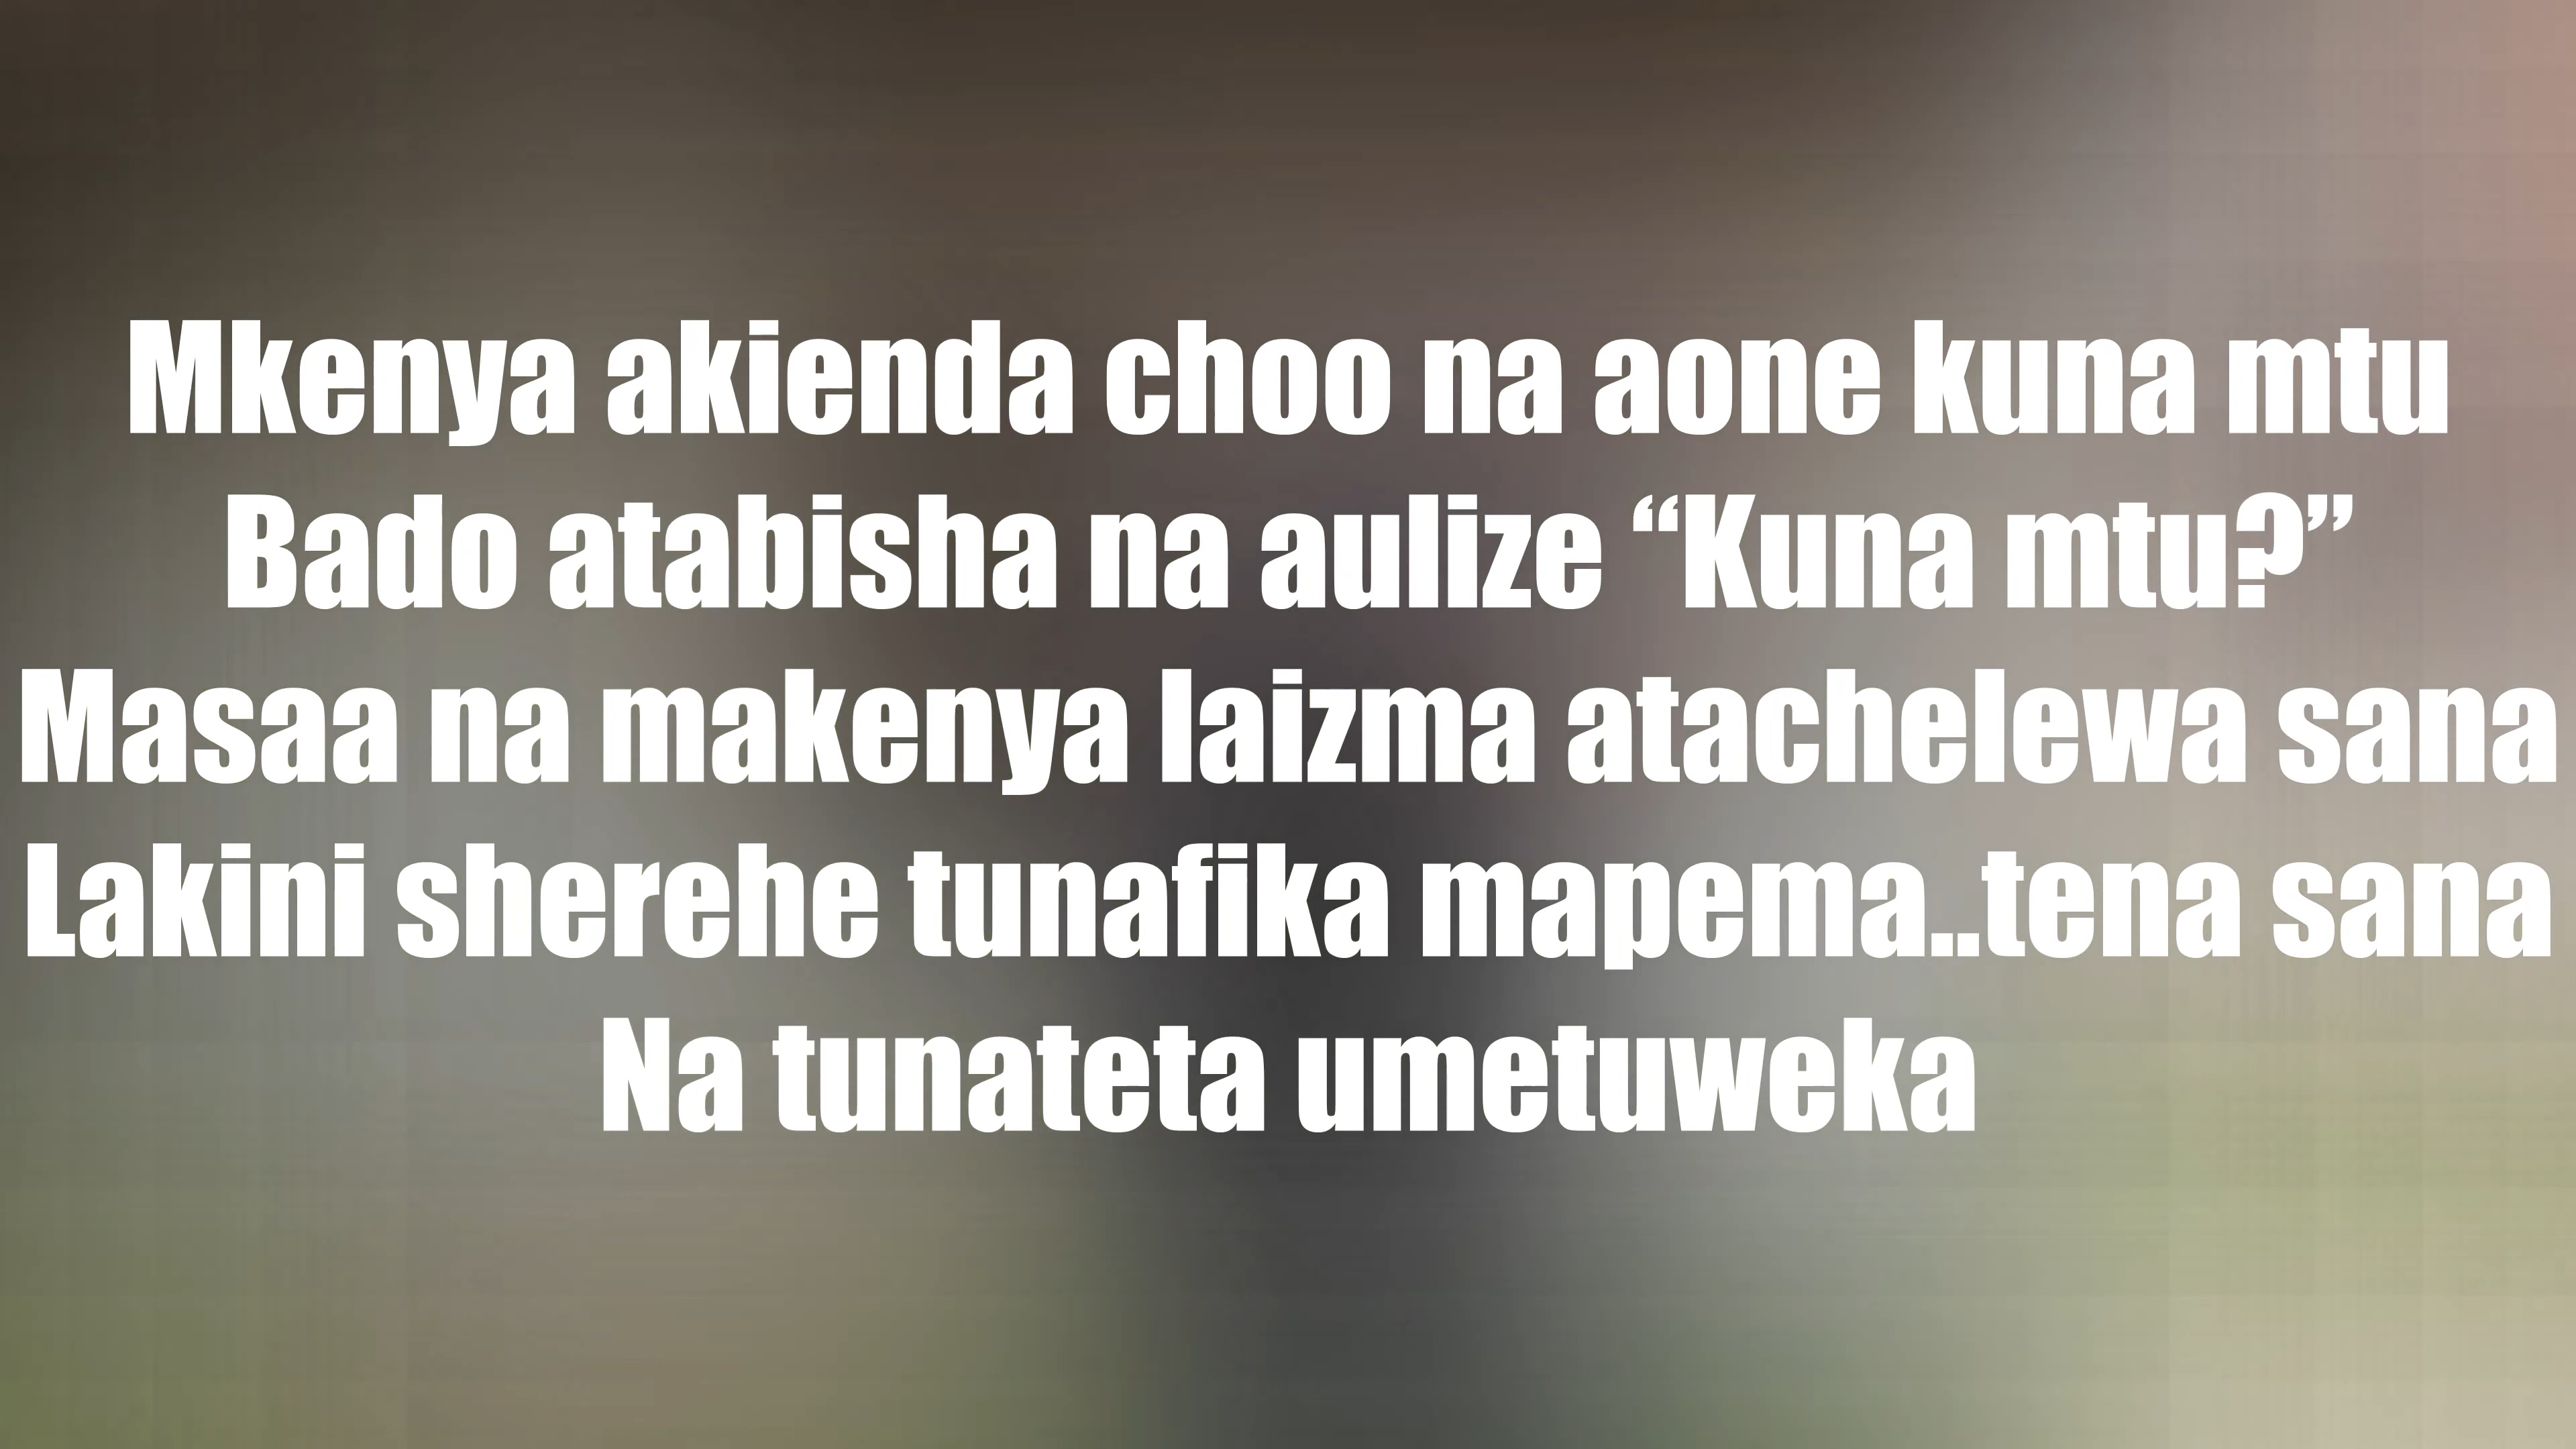 Mkenya akienda choo na aone kuna mtu
Bado atabisha na aulize “Kuna mtu?”
Masaa na makenya laizma atachelewa sana
Lakini sherehe tunafika mapema..tena sana
Na tunateta umetuweka